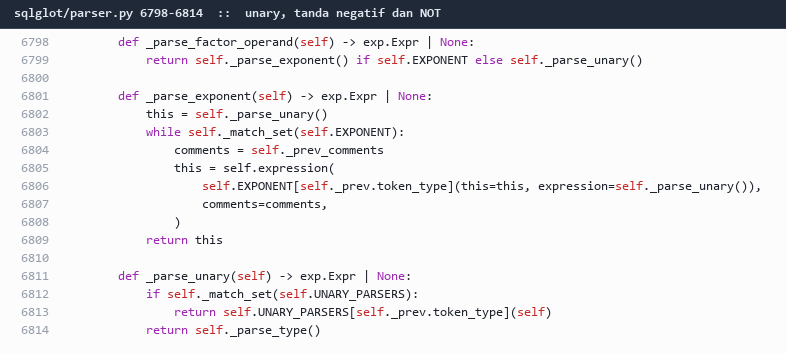 sqlglot/parser.py 6798-6814  ::  unary, tanda negatif dan NOT
6798        def _parse_factor_operand(self) -> exp.Expr | None:
6799            return self._parse_exponent() if self.EXPONENT else self._parse_unary()
6800
6801        def _parse_exponent(self) -> exp.Expr | None:
6802            this = self._parse_unary()
6803            while self._match_set(self.EXPONENT):
6804                comments = self._prev_comments
6805                this = self.expression(
6806                    self.EXPONENT[self._prev.token_type](this=this, expression=self._parse_unary()),
6807                    comments=comments,
6808                )
6809            return this
6810
6811        def _parse_unary(self) -> exp.Expr | None:
6812            if self._match_set(self.UNARY_PARSERS):
6813                return self.UNARY_PARSERS[self._prev.token_type](self)
6814            return self._parse_type()